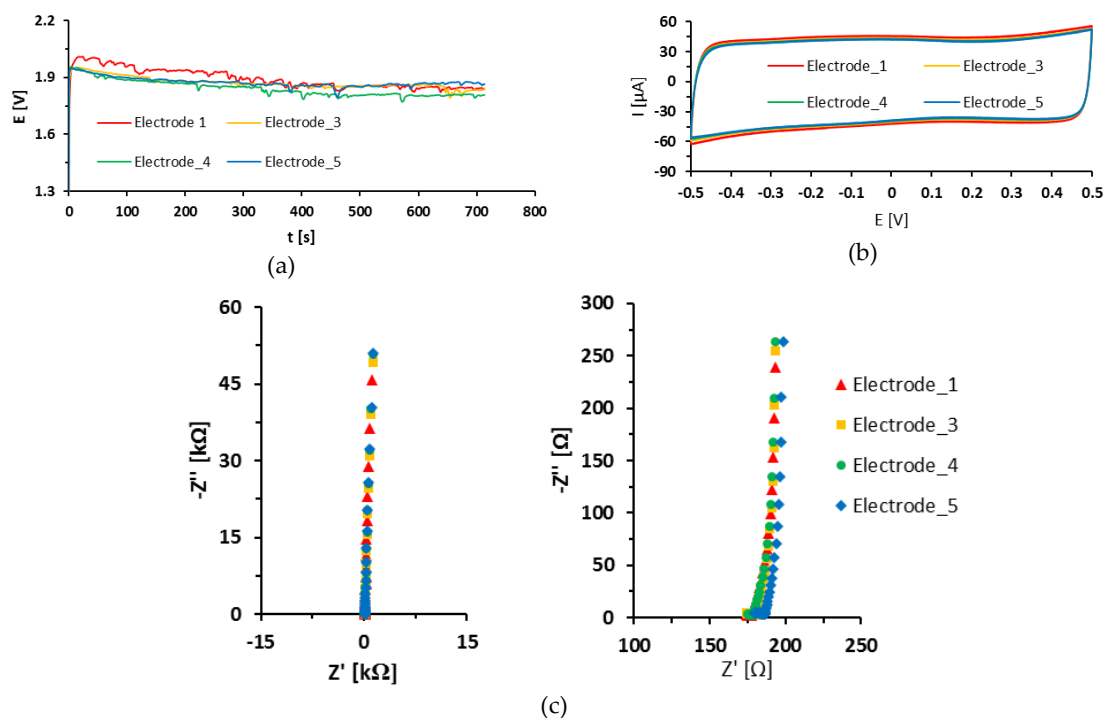 2.2
1.9
1.6
1.3
E [V]
0 100 200 300 400 500 600 700 800
t [s]
Electrode 1
Electrode_3
Electrode_4
Electrode_5
(a)
90
60
30
0
-30
-60
-90
I [µA]
-0.5 -0.4 -0.3 -0.2 -0.1 0 0.1 0.2 0.3 0.4 0.5
E [V]
Electrode_1
Electrode_3
Electrode_4
Electrode_5
(b)
60
45
30
15
0
-Z'' [kΩ]
-15 0 15
Z' [kΩ]
300
250
200
150
100
50
0
-Z'' [Ω]
100 150 200 250
Z' [Ω]
Electrode_1
Electrode_3
Electrode_4
Electrode_5
(c)